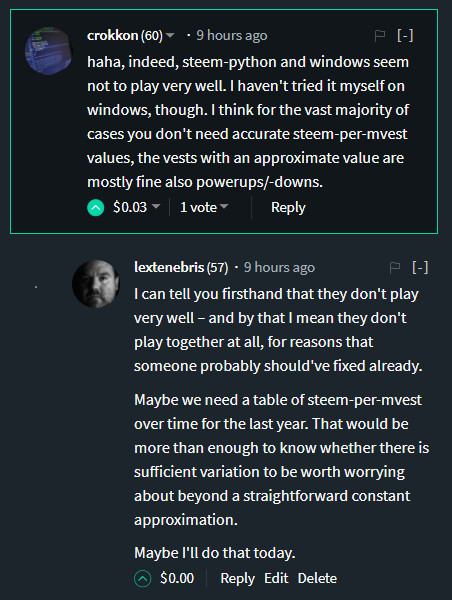 crokkon (60) · 9 hours ago [-]
haha, indeed, steem-python and windows seem
not to play very well. I haven't tried it myself on
windows, though. I think for the vast majority of
cases you don't need accurate steem-per-mvest
values, the vests with an approximate value are
mostly fine also powerups/-downs.
$0.03 1 vote Reply
lextenebris (57) · 9 hours ago [-]
I can tell you firsthand that they don't play
very well – and by that I mean they don't
play together at all, for reasons that
someone probably should've fixed already.
Maybe we need a table of steem-per-mvest
over time for the last year. That would be
more than enough to know whether there is
sufficient variation to be worth worrying
about beyond a straightforward constant
approximation.
Maybe I'll do that today.
$0.00 Reply Edit Delete